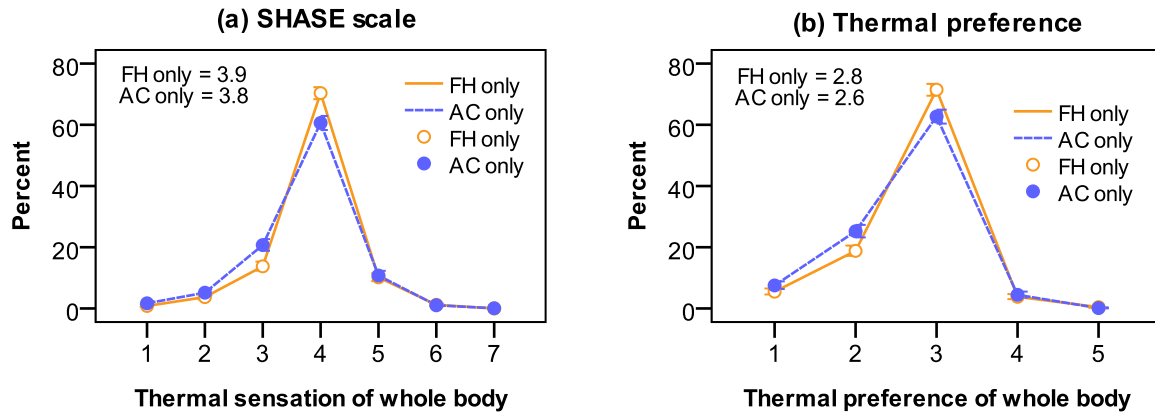 (a) SHASE scale
FH only = 3.9
AC only = 3.8
FH only
AC only
FH only
AC only
80
60
40
20
0
Percent
1 2 3 4 5 6 7
Thermal sensation of whole body
(b) Thermal preference
FH only = 2.8
AC only = 2.6
FH only
AC only
FH only
AC only
80
60
40
20
0
Percent
1 2 3 4 5
Thermal preference of whole body